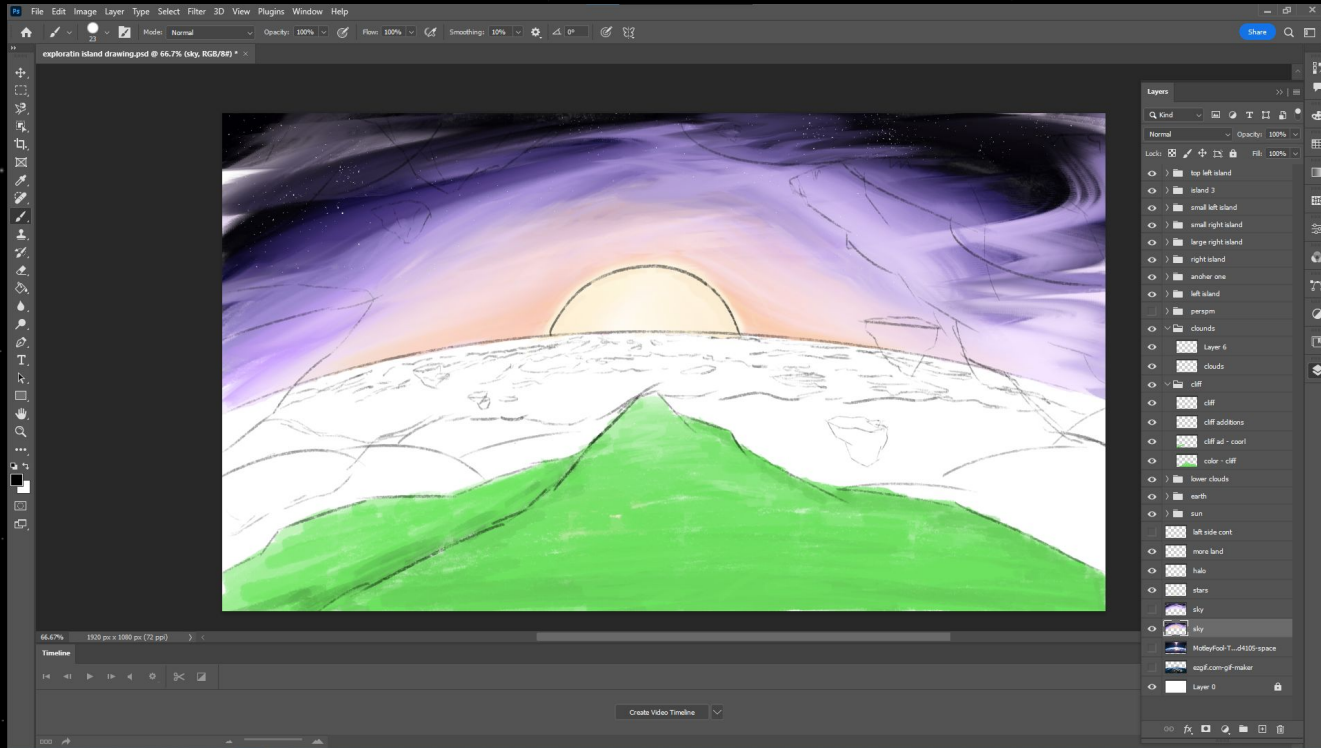 Ps File Edit Image Layer Type Select Filter 3D View Plugins Window Help
23 Mode: Normal Opacity: 100% Flow: 100% Smoothing: 10% 0° Share
exploratin island drawing.psd @ 66.7% (sky, RGB/8#) * ×
Layers
Kind
Normal Opacity: 100%
Lock: Fill: 100%
top left island
island 3
small left island
small right island
large right island
right island
anoher one
left island
perspm
clounds
Layer 6
clouds
cliff
cliff
cliff additions
cliff ad - coorl
color - cliff
lower clouds
earth
sun
left side cont
more land
halo
stars
sky
sky
MotleyFool-T...d4105-space
ezgif.com-gif-maker
Layer 0
fx
66.67% 1920 px x 1080 px (72 ppi)
Timeline
Create Video Timeline